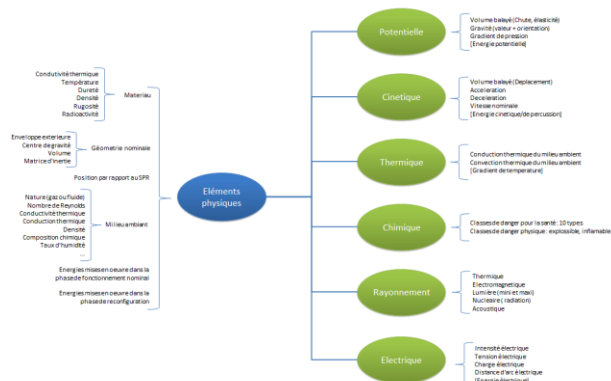 Conductivité thermique
Température
Dureté
Densité
Rugosité
Radioactivité
Materiau
Enveloppe exterieure
Centre de gravité
Volume
Matrice d'inertie
Géometrie nominale
Position par rapport au SPR
Nature (gaz ou fluide)
Nombre de Reynolds
Conductivité thermique
Conduction thermique
Densité
Composition chimique
Taux d'humidité
...
Milieu ambiant
Energies mises en oeuvre dans la
phase de fonctionnement nominal
Energies mises en oeuvre dans la
phase de reconfiguration
Eléments
physiques
Potentielle
Volume balayé (Chute, élasticité)
Gravité (valeur + orientation)
Gradient de pression
[Energie potentielle]
Cinetique
Volume balayé (Deplacement)
Acceleration
Deceleration
Vitesse nominale
[Energie cinetique/de percussion]
Thermique
Conduction thermique du milieu ambient
Convection thermique du milieu ambient
[Gradient de temperature]
Chimique
Classes de danger pour la santé : 10 types
Classes de danger physique : explosible, inflamable
Rayonnement
Thermique
Electromagnetique
Lumière (mini et maxi)
Nucleaire ( radiation)
Acoustique
Electrique
Intensité électrique
Tension électrique
Charge électrique
Distance d'arc électrique
[Energie électrique]